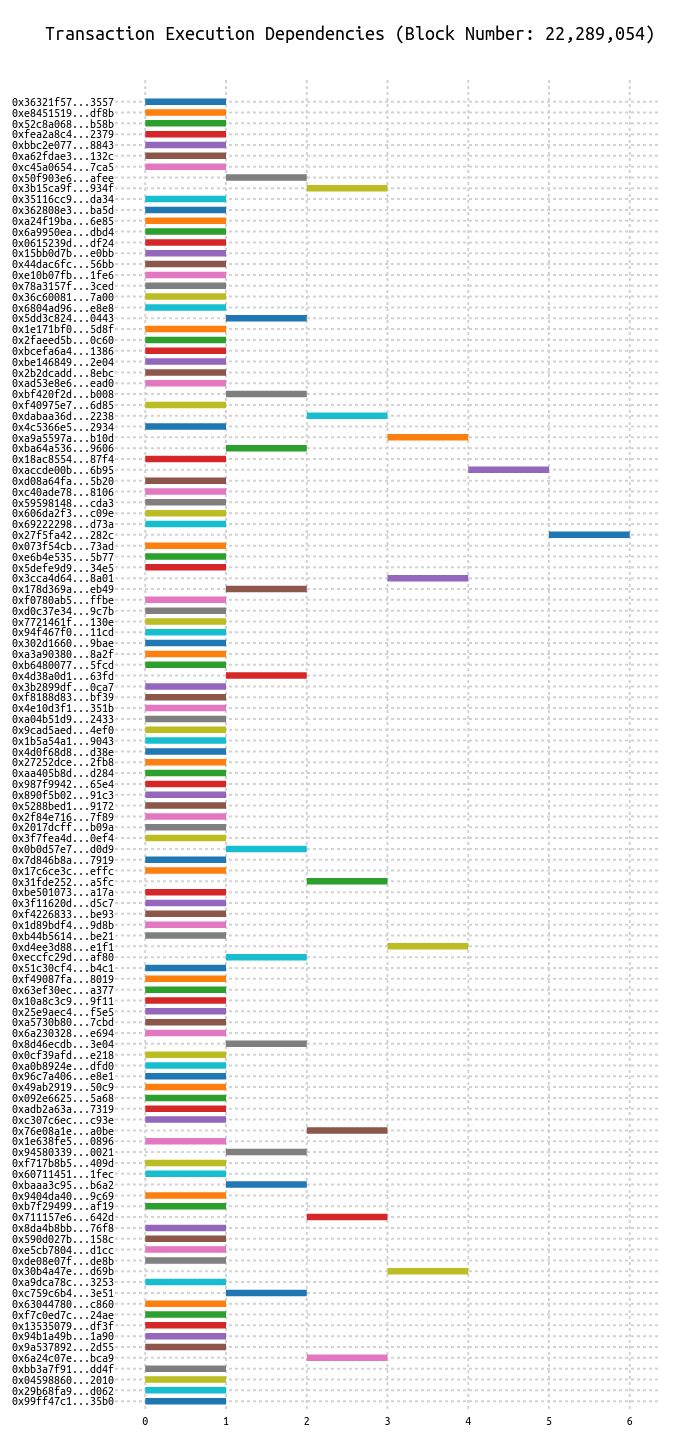 Transaction Execution Dependencies (Block Number: 22,289,054)
0x36321f57...3557
0xe8451519...df8b
0x52c8a068...b58b
0xfea2a8c4...2379
0xbbc2e077...8843
0xa62fdae3...132c
0xc45a0654...7ca5
0x50f903e6...afee
0x3b15ca9f...934f
0x35116cc9...da34
0x362808e3...ba5d
0xa24f19ba...6e85
0x6a9950ea...dbd4
0x0615239d...df24
0x15bb0d7b...e0bb
0x44dac6fc...56bb
0xe10b07fb...1fe6
0x78a3157f...3ced
0x36c60081...7a00
0x6804ad96...e8e8
0x5dd3c824...0443
0x1e171bf0...5d8f
0x2faeed5b...0c60
0xbcefa6a4...1386
0xbe146849...2e04
0x2b2dcadd...8ebc
0xad53e8e6...ead0
0xbf420f2d...b008
0xf40975e7...6d85
0xdabaa36d...2238
0x4c5366e5...2934
0xa9a5597a...b10d
0xba64a536...9606
0x18ac8554...87f4
0xaccde00b...6b95
0xd08a64fa...5b20
0xc40ade78...8106
0x59598148...cda3
0x606da2f3...c09e
0x69222298...d73a
0x27f5fa42...282c
0x073f54cb...73ad
0xe6b4e535...5b77
0x5defe9d9...34e5
0x3cca4d64...8a01
0x178d369a...eb49
0xf0780ab5...ffbe
0xd0c37e34...9c7b
0x7721461f...130e
0x94f467f0...11cd
0x302d1660...9bae
0xa3a90380...8a2f
0xb6480077...5fcd
0x4d38a0d1...63fd
0x3b2899df...0ca7
0xf8188d83...bf39
0x4e10d3f1...351b
0xa04b51d9...2433
0x9cad5aed...4ef0
0x1b5a54a1...9043
0x4d0f68d8...d38e
0x27252dce...2fb8
0xaa405b8d...d284
0x987f9942...65e4
0x890f5b02...91c3
0x5288bed1...9172
0x2f84e716...7f89
0x2017dcff...b09a
0x3f7fea4d...0ef4
0x0b0d57e7...d0d9
0x7d846b8a...7919
0x17c6ce3c...effc
0x31fde252...a5fc
0xbe501073...a17a
0x3f11620d...d5c7
0xf4226833...be93
0x1d89bdf4...9d8b
0xb44b5614...be21
0xd4ee3d88...e1f1
0xeccfc29d...af80
0x51c30cf4...b4c1
0xf49087fa...8019
0x63ef30ec...a377
0x10a8c3c9...9f11
0x25e9aec4...f5e5
0xa5730b80...7cbd
0x6a230328...e694
0x8d46ecdb...3e04
0x0cf39afd...e218
0xa0b8924e...dfd0
0x96c7a406...e8e1
0x49ab2919...50c9
0x092e6625...5a68
0xadb2a63a...7319
0xc307c6ec...c93e
0x76e08a1e...a0be
0x1e638fe5...0896
0x94580339...0021
0xf717b8b5...409d
0x60711451...1fec
0xbaaa3c95...b6a2
0x9404da40...9c69
0xb7f29499...af19
0x711157e6...642d
0x8da4b8bb...76f8
0x590d027b...158c
0xe5cb7804...d1cc
0xde08e07f...de8b
0x30b4a47e...d69b
0xa9dca78c...3253
0xc759c6b4...3e51
0x63044780...c860
0xf7c0ed7c...24ae
0x13535079...df3f
0x94b1a49b...1a90
0x9a537892...2d55
0x6a24c07e...bca9
0xbb3a7f91...dd4f
0x04598860...2010
0x29b68fa9...d062
0x99ff47c1...35b0
0 1 2 3 4 5 6